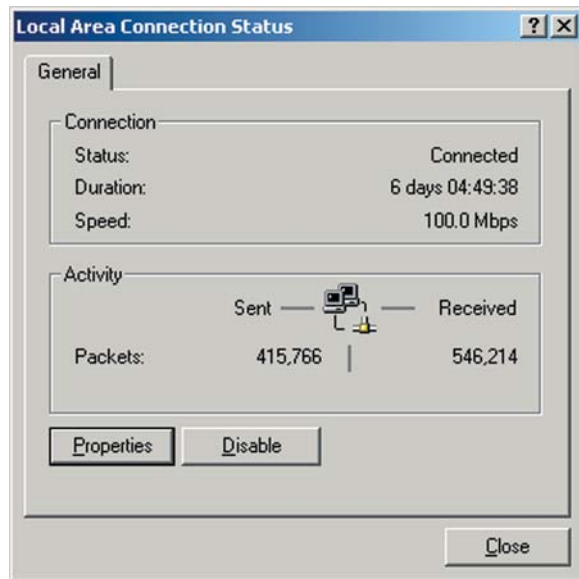 Local Area Connection Status ? X
General
Connection
Status: Connected
Duration: 6 days 04:49:38
Speed: 100.0 Mbps
Activity
Sent Received
Packets: 415,766 546,214
Properties Disable
Close